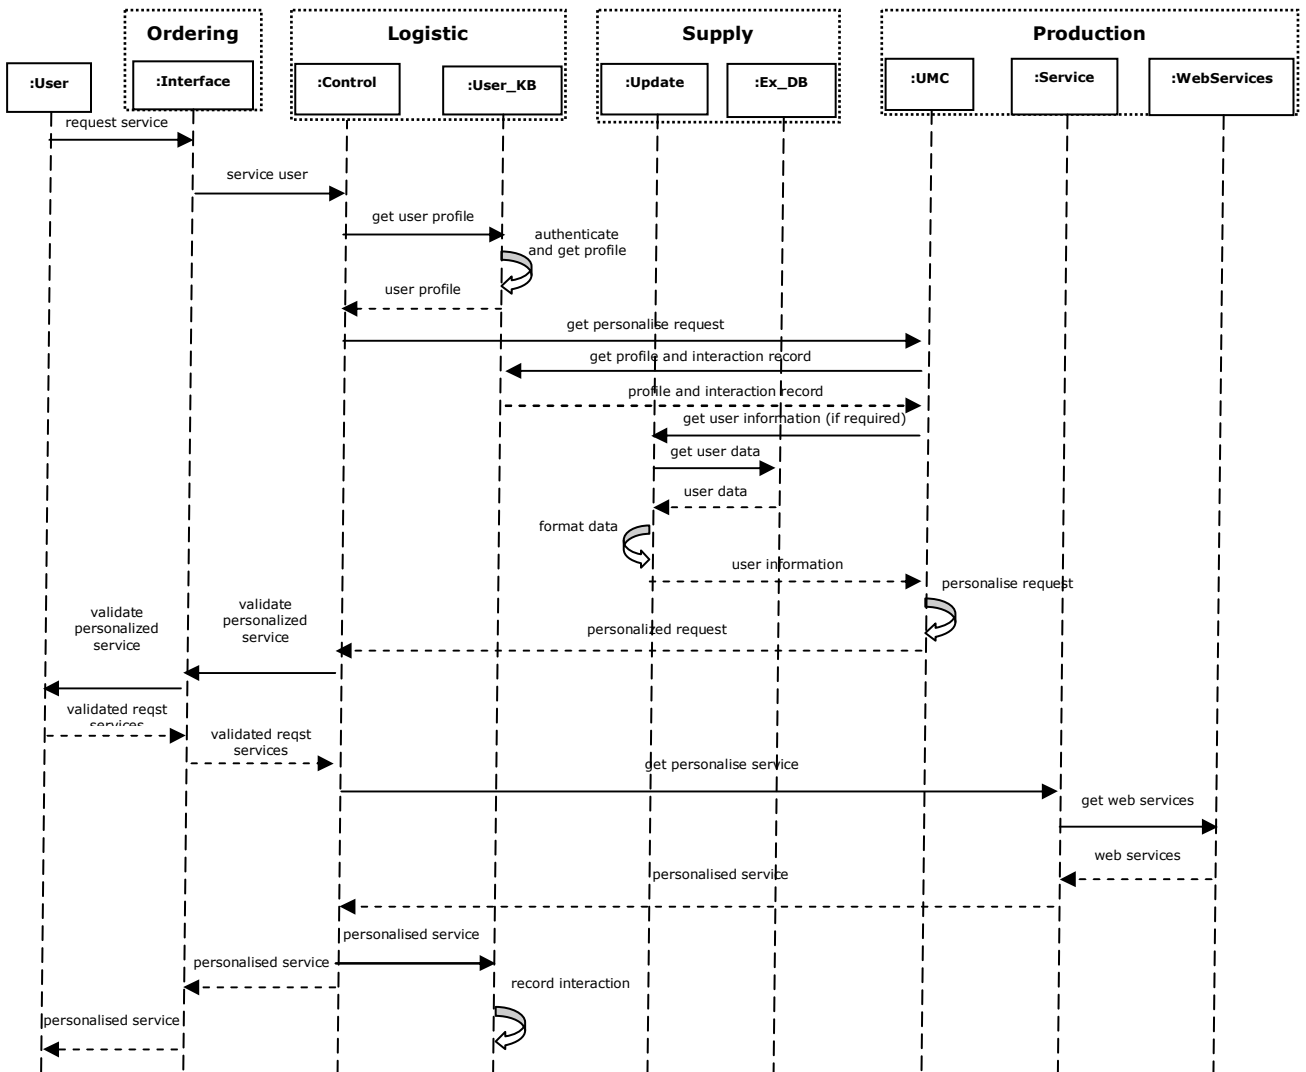 Ordering
Logistic
Supply
Production
:User
:Interface
:Control
:User_KB
:Update
:Ex_DB
:UMC
:Service
:WebServices
request service
service user
get user profile
authenticate
and get profile
user profile
get personalise request
get profile and interaction record
profile and interaction record
get user information (if required)
get user data
user data
format data
user information
personalise request
validate
personalized
service
validate
personalized
service
personalized request
validated reqst
services
validated reqst
services
get personalise service
get web services
web services
personalised service
personalised service
personalised service
record interaction
personalised service